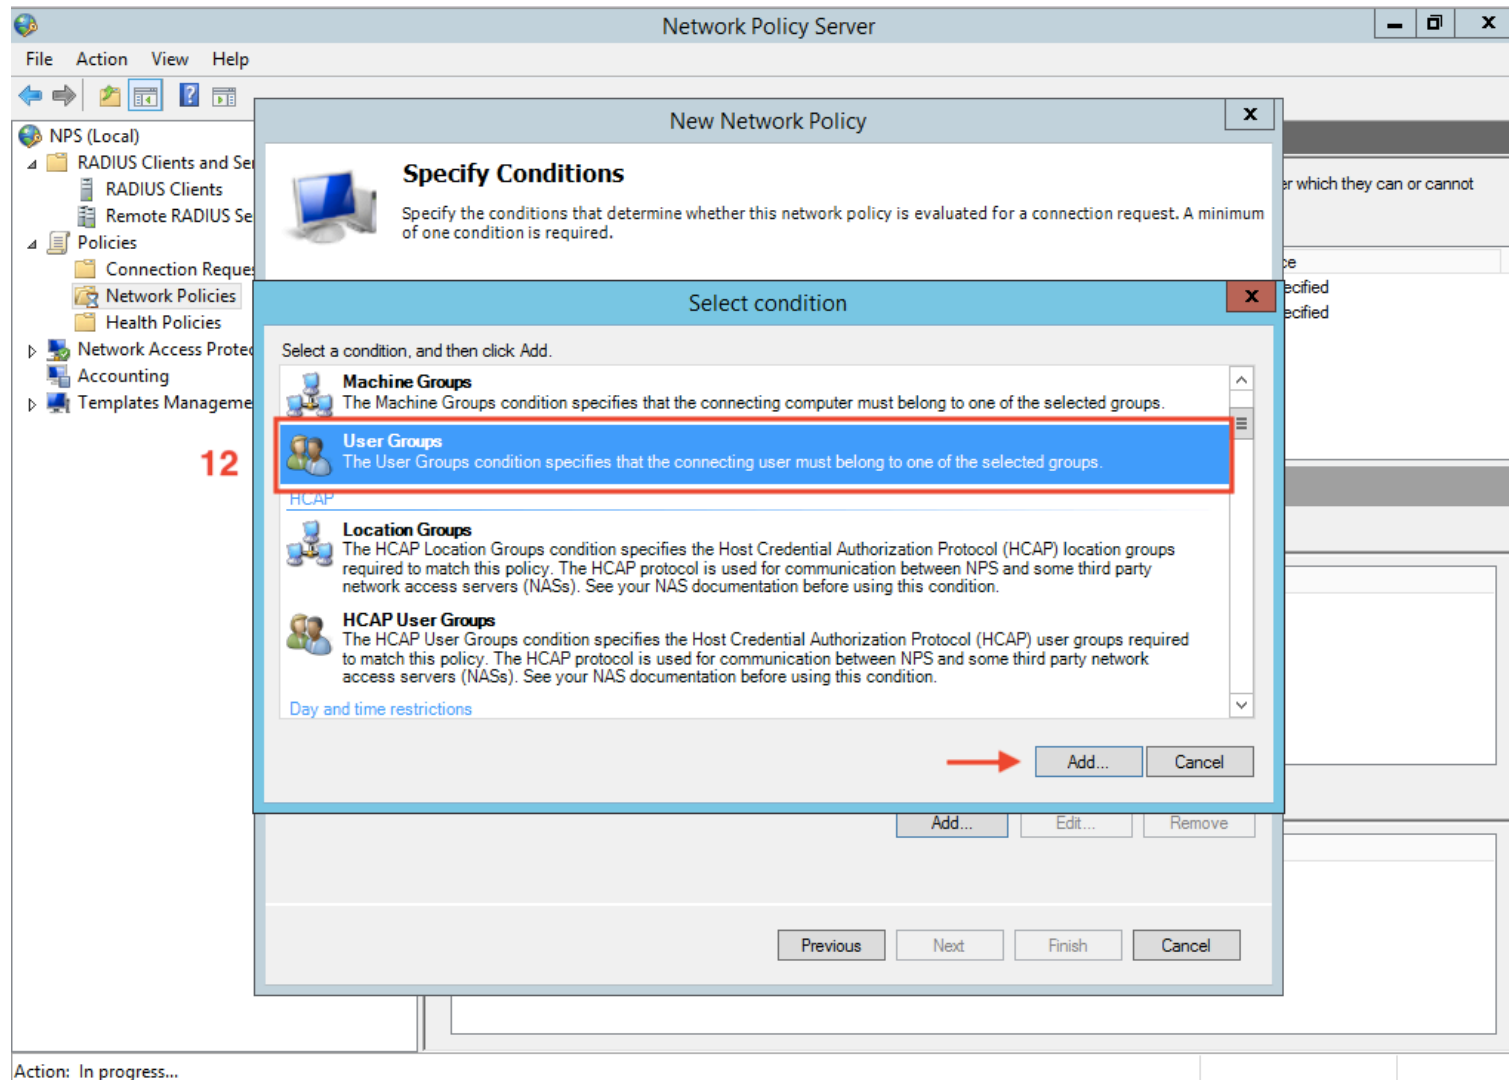 Network Policy Server
File Action View Help
NPS (Local)
RADIUS Clients and Se
RADIUS Clients
Remote RADIUS Se
Policies
Connection Reque
Network Policies
Health Policies
Network Access Protec
Accounting
Templates Manageme
er which they can or cannot
ce
ecified
ecified
New Network Policy
X
Specify Conditions
Specify the conditions that determine whether this network policy is evaluated for a connection request. A minimum
of one condition is required.
Select condition
X
Select a condition, and then click Add.
Machine Groups
The Machine Groups condition specifies that the connecting computer must belong to one of the selected groups.
12
User Groups
The User Groups condition specifies that the connecting user must belong to one of the selected groups.
HCAP
Location Groups
The HCAP Location Groups condition specifies the Host Credential Authorization Protocol (HCAP) location groups
required to match this policy. The HCAP protocol is used for communication between NPS and some third party
network access servers (NASs). See your NAS documentation before using this condition.
HCAP User Groups
The HCAP User Groups condition specifies the Host Credential Authorization Protocol (HCAP) user groups required
to match this policy. The HCAP protocol is used for communication between NPS and some third party network
access servers (NASs). See your NAS documentation before using this condition.
Day and time restrictions
Add... Cancel
Add... Edit... Remove
Previous Next Finish Cancel
Action: In progress...